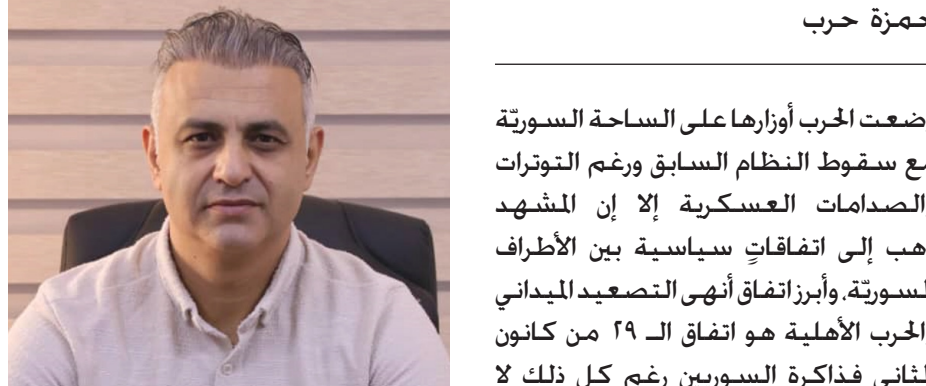 حمزة حرب
ضعت الحرب أوزارها على الساحة السوريّة
مع سقوط النظام السابق ورغم التوترات
الصدامات العسكرية إلا إن المشهد
هب إلى اتفاقاتٍ سياسية بين الأطراف
لسوريّة، وأبرز اتفاق أنهى التصعيد الميداني
الحرب الأهلية هو اتفاق الـ ٢٩ من كانون
لثاني فذاكرة السوريين رغم كل ذلك لا